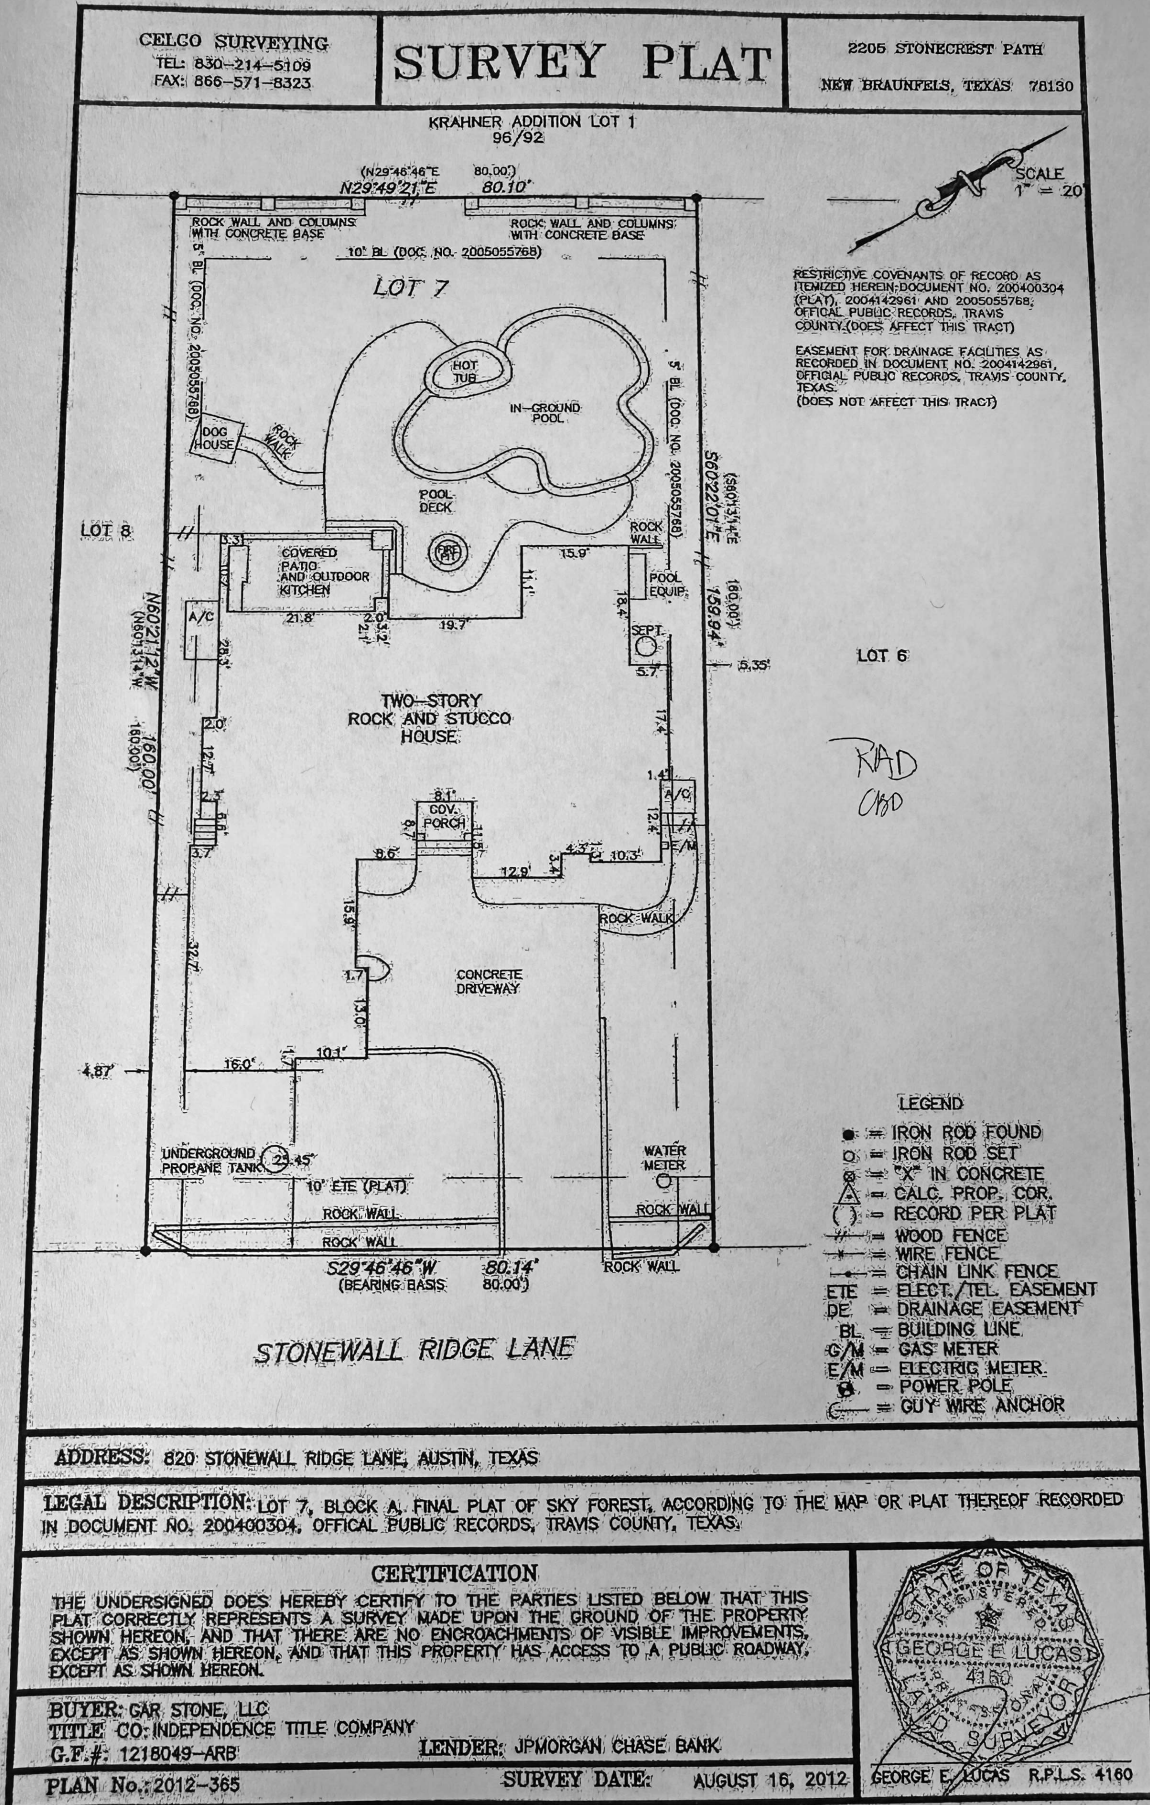 CELCO SURVEYING
TEL: 830-214-5109
FAX: 866-571-8323
SURVEY PLAT
2205 STONECREST PATH
NEW BRAUNFELS, TEXAS 78130
KRAHNER ADDITION LOT 1
96/92
(N29°46'46"E 80.00')
N29°49'21"E 80.10'
SCALE
1" = 20'
ROCK WALL AND COLUMNS
WITH CONCRETE BASE
ROCK WALL AND COLUMNS
WITH CONCRETE BASE
10' BL (DOC. NO. 2005055768)
5' BL (DOC. NO. 2005055768)
LOT 7
RESTRICTIVE COVENANTS OF RECORD AS
ITEMIZED HEREIN;DOCUMENT NO. 200400304
(PLAT), 2004142961 AND 2005055768,
OFFICAL PUBLIC RECORDS, TRAVIS
COUNTY.(DOES AFFECT THIS TRACT)
EASEMENT FOR DRAINAGE FACILITIES AS
RECORDED IN DOCUMENT NO. 2004142961,
OFFICIAL PUBLIC RECORDS, TRAVIS COUNTY,
TEXAS.
(DOES NOT AFFECT THIS TRACT)
HOT
TUB
IN-GROUND
POOL
5' BL (DOC. NO. 2005055768)
DOG
HOUSE
ROCK
WALK
S60°22'01"E 159.94'
(S60°13'14"E 160.00')
POOL
DECK
LOT 8
ROCK
WALL
3.3'
COVERED
PATIO
AND OUTDOOR
KITCHEN
FIRE
PIT
15.9'
11.1'
POOL
EQUIP.
18.4'
A/C
21.8'
2.0'
2.1'
3.2'
19.7'
SEPT.
N60°21'12"W 160.00'
(N60°13'14"W 160.00')
28.3'
5.7'
5.35'
LOT 6
TWO-STORY
ROCK AND STUCCO
HOUSE
2.0'
17.4'
12.7'
RAD
CBD
1.4'
A/C
2.3'
6.6'
8.1'
COV.
PORCH
8.7'
11.5'
12.4'
E/M
3.7'
8.6'
12.9'
3.4'
4.3'
1.3'
10.3'
15.9'
ROCK WALK
32.7'
1.7'
CONCRETE
DRIVEWAY
13.0'
4.87'
16.0'
1.7'
10.1'
UNDERGROUND
PROPANE TANK
25.45'
WATER
METER
10' ETE (PLAT)
ROCK WALL
ROCK WALL
ROCK WALL
ROCK WALL
S29°46'46"W 80.14'
(BEARING BASIS 80.00')
STONEWALL RIDGE LANE
LEGEND
= IRON ROD FOUND
= IRON ROD SET
= "X" IN CONCRETE
= CALC. PROP. COR.
( ) = RECORD PER PLAT
= WOOD FENCE
= WIRE FENCE
= CHAIN LINK FENCE
ETE = ELECT./TEL. EASEMENT
DE = DRAINAGE EASEMENT
BL = BUILDING LINE
G/M = GAS METER
E/M = ELECTRIC METER
= POWER POLE
= GUY WIRE ANCHOR
ADDRESS: 820 STONEWALL RIDGE LANE, AUSTIN, TEXAS
LEGAL DESCRIPTION: LOT 7, BLOCK A, FINAL PLAT OF SKY FOREST, ACCORDING TO THE MAP OR PLAT THEREOF RECORDED
IN DOCUMENT NO. 200400304, OFFICAL PUBLIC RECORDS, TRAVIS COUNTY, TEXAS.
CERTIFICATION
THE UNDERSIGNED DOES HEREBY CERTIFY TO THE PARTIES LISTED BELOW THAT THIS
PLAT CORRECTLY REPRESENTS A SURVEY MADE UPON THE GROUND OF THE PROPERTY
SHOWN HEREON, AND THAT THERE ARE NO ENCROACHMENTS OF VISIBLE IMPROVEMENTS,
EXCEPT AS SHOWN HEREON, AND THAT THIS PROPERTY HAS ACCESS TO A PUBLIC ROADWAY,
EXCEPT AS SHOWN HEREON.
STATE OF TEXAS
REGISTERED
GEORGE E LUCAS
4160
PROFESSIONAL
LAND SURVEYOR
BUYER: GAR STONE, LLC
TITLE CO: INDEPENDENCE TITLE COMPANY
G.F.#: 1218049-ARB
LENDER: JPMORGAN CHASE BANK
PLAN No.: 2012-365
SURVEY DATE: AUGUST 16, 2012
GEORGE E. LUCAS R.P.L.S. 4160